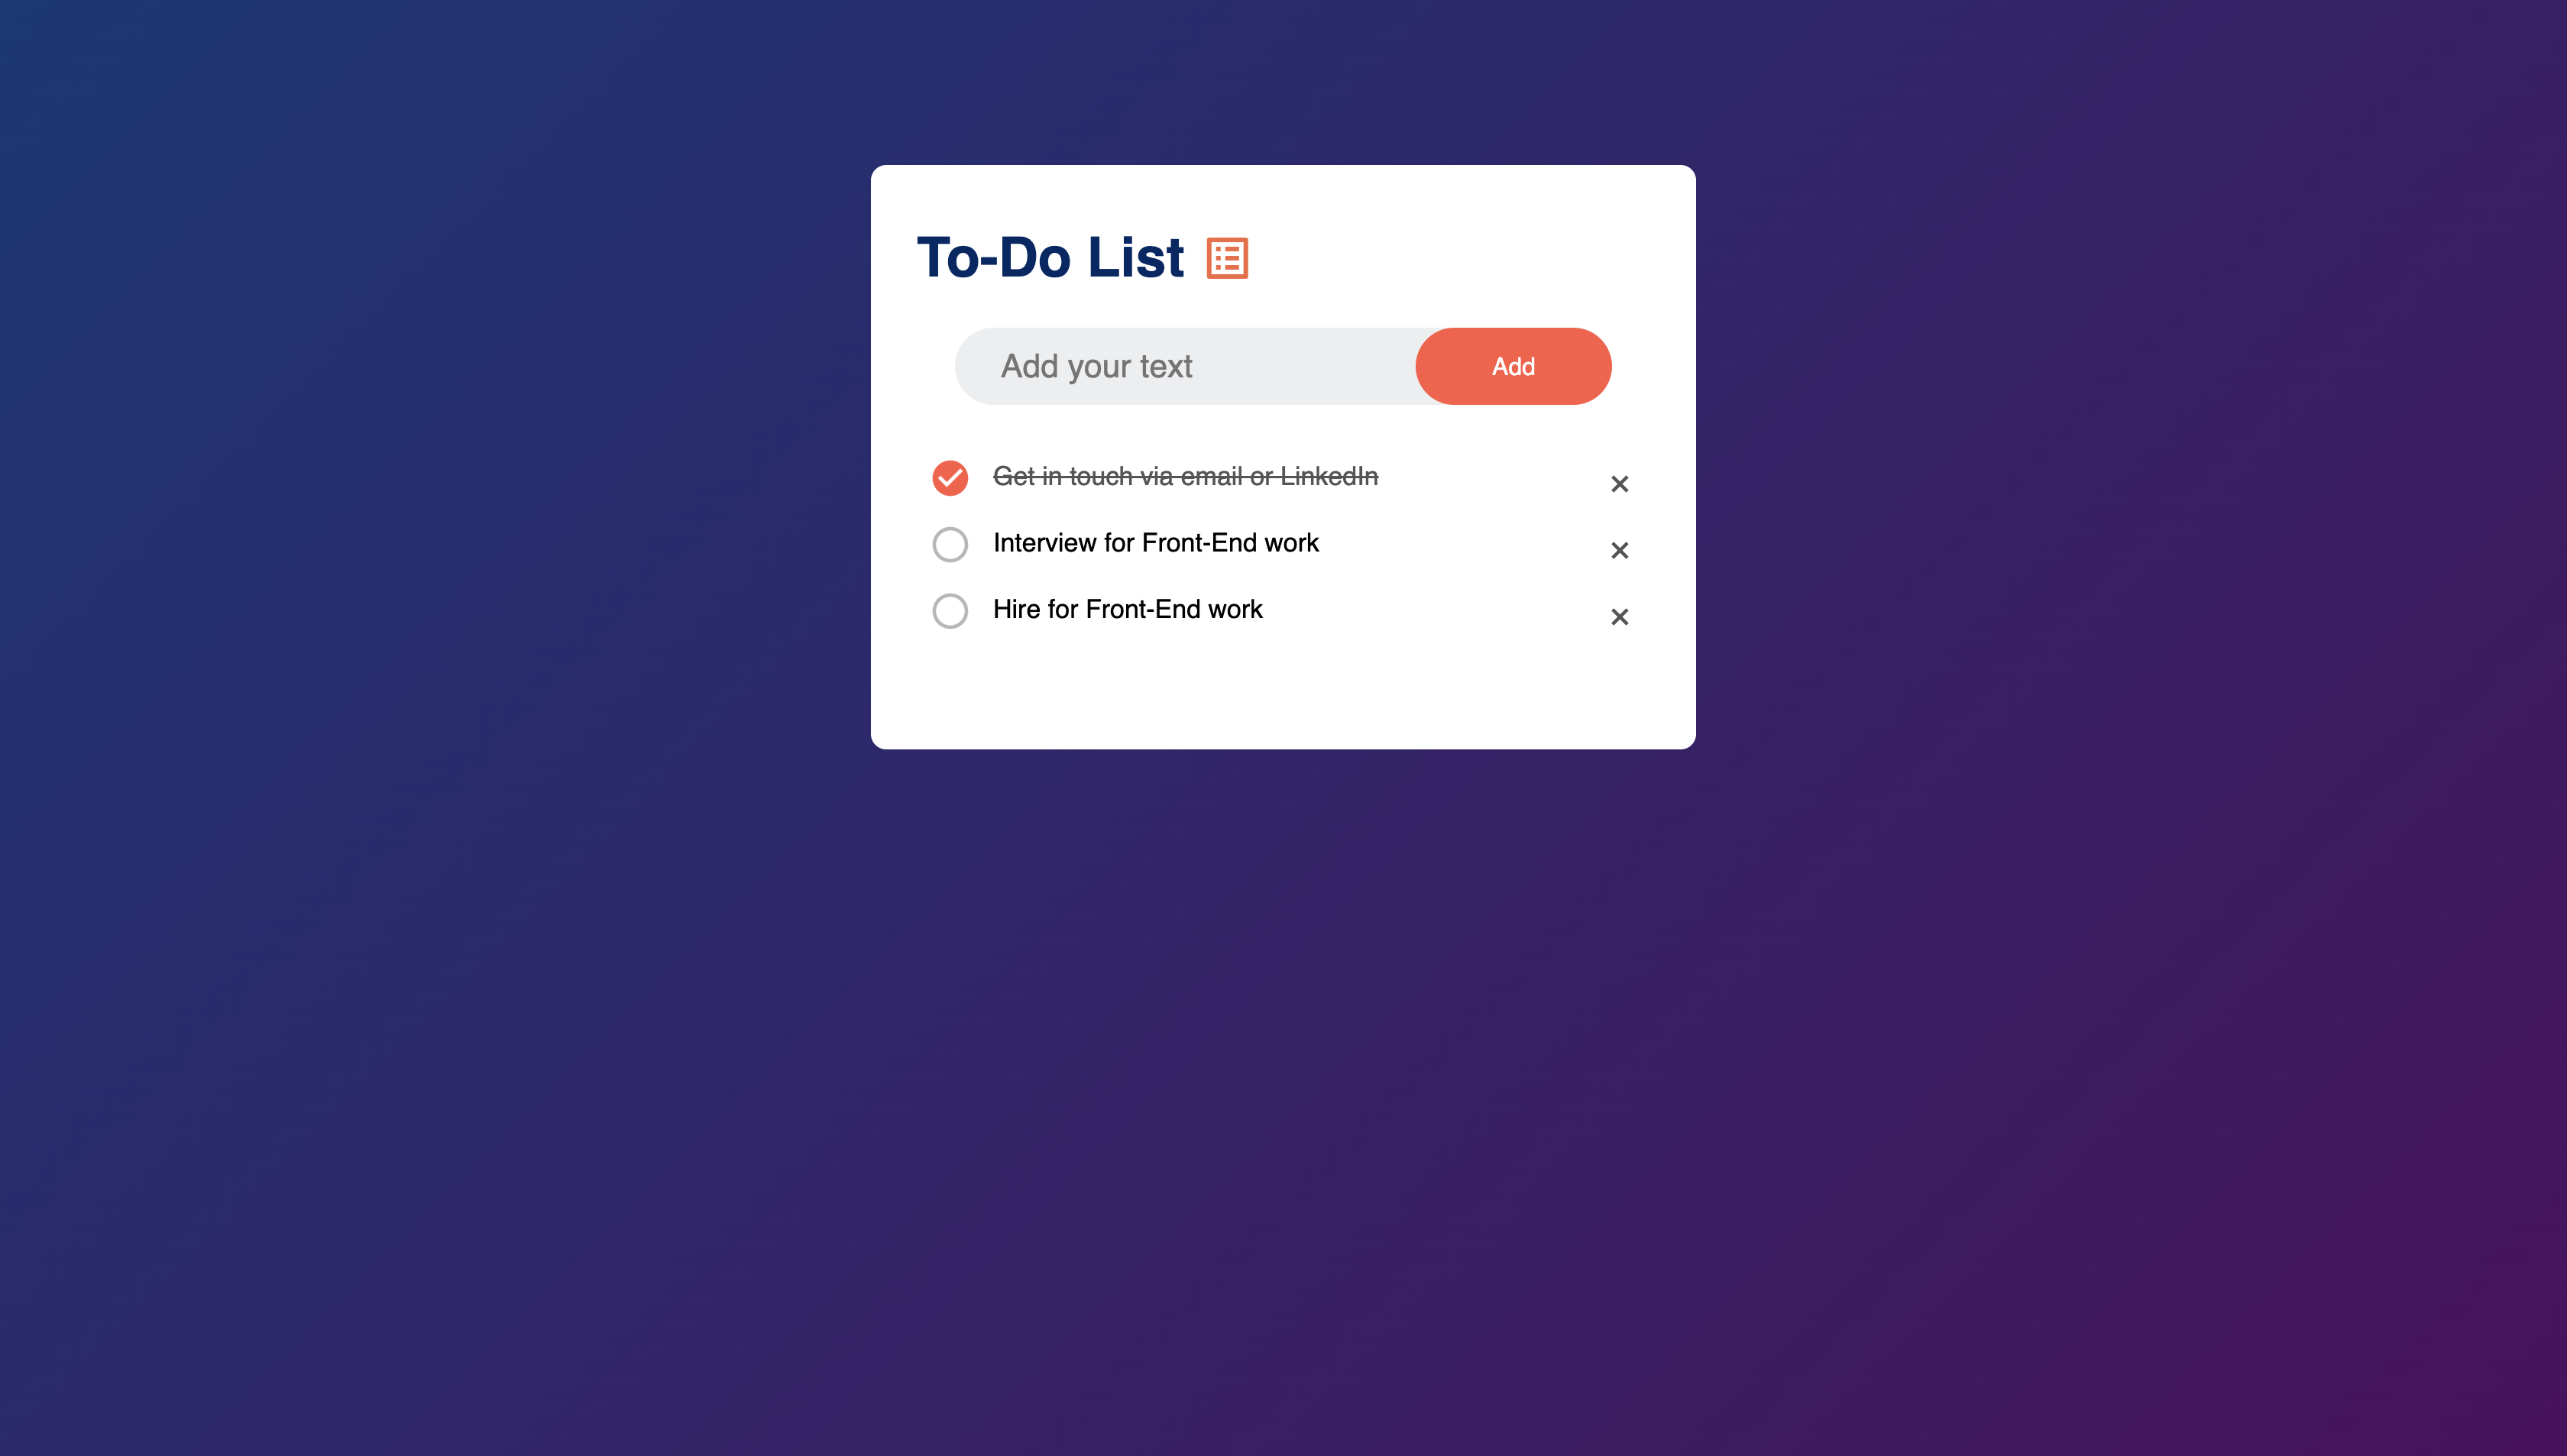 To-Do List
Add your text
Add
Get in touch via email or LinkedIn
Interview for Front-End work
Hire for Front-End work